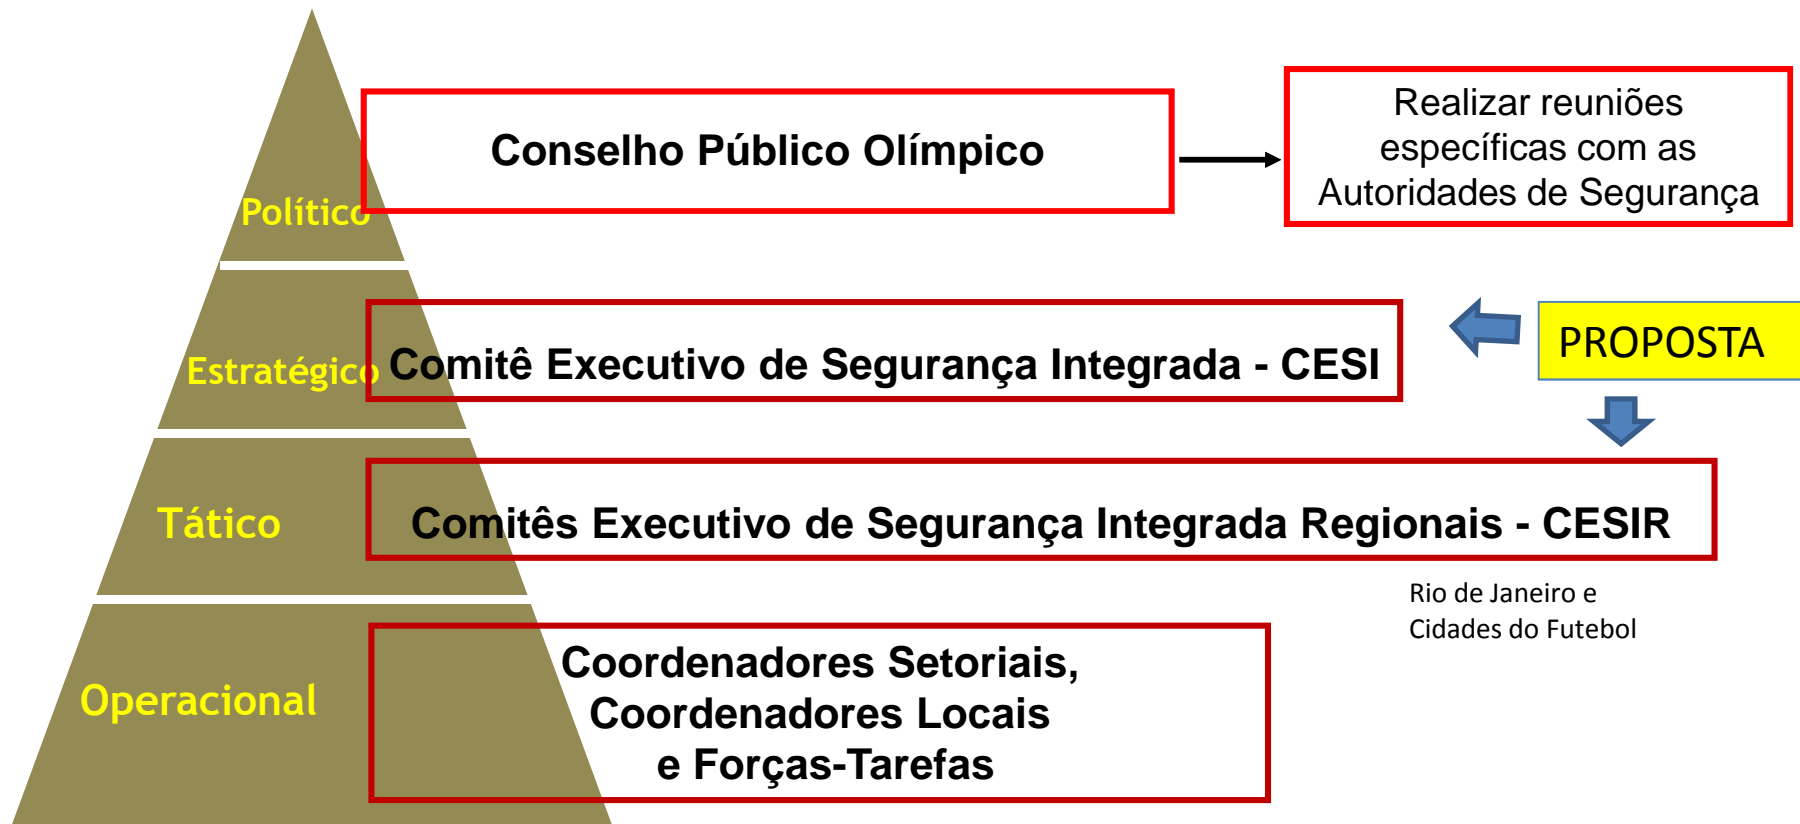 Conselho Público Olímpico
Realizar reuniões
específicas com as
Autoridades de Segurança
Político
Estratégico
Comitê Executivo de Segurança Integrada - CESI
PROPOSTA
Tático
Comitês Executivo de Segurança Integrada Regionais - CESIR
Rio de Janeiro e
Cidades do Futebol
Operacional
Coordenadores Setoriais,
Coordenadores Locais
e Forças-Tarefas